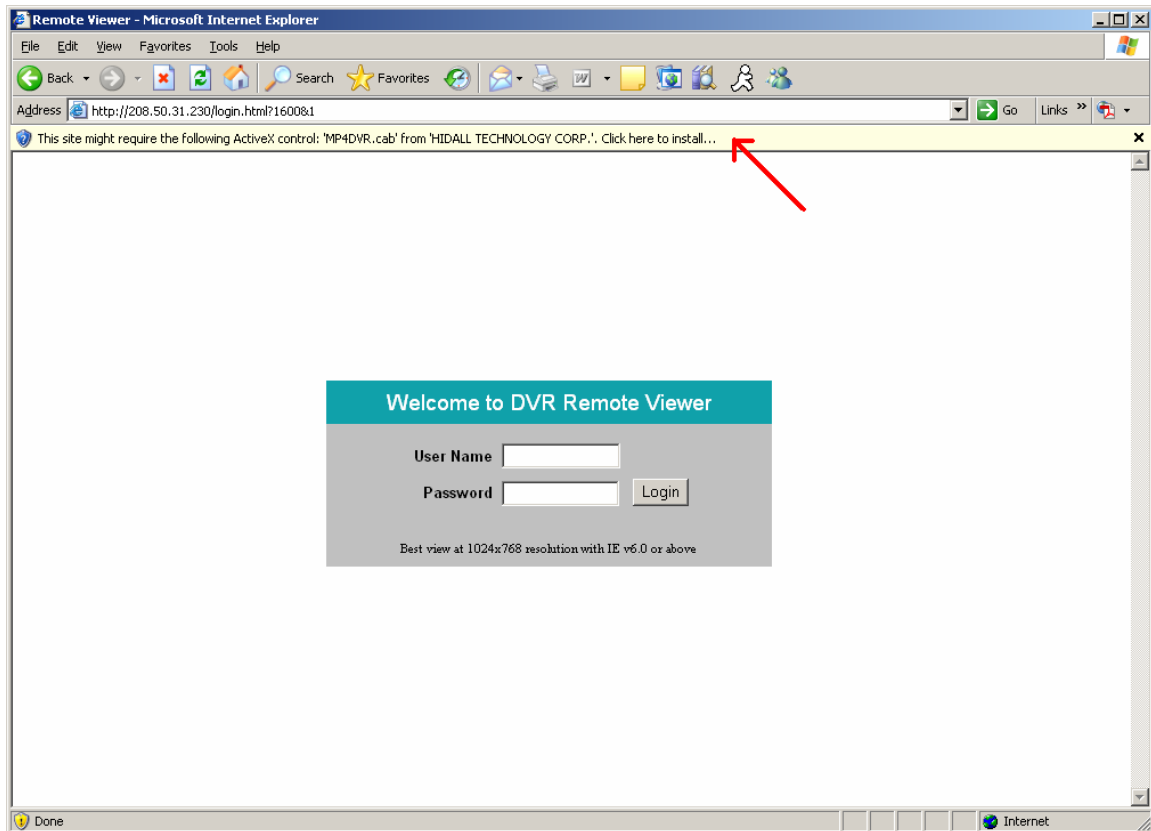 Remote Viewer - Microsoft Internet Explorer
File Edit View Favorites Tools Help
Back Search Favorites
Address http://208.50.31.230/login.html?1600&1 Go Links »
This site might require the following ActiveX control: 'MP4DVR.cab' from 'HIDALL TECHNOLOGY CORP.'. Click here to install...
Welcome to DVR Remote Viewer
User Name
Password Login
Best view at 1024x768 resolution with IE v6.0 or above
Done Internet